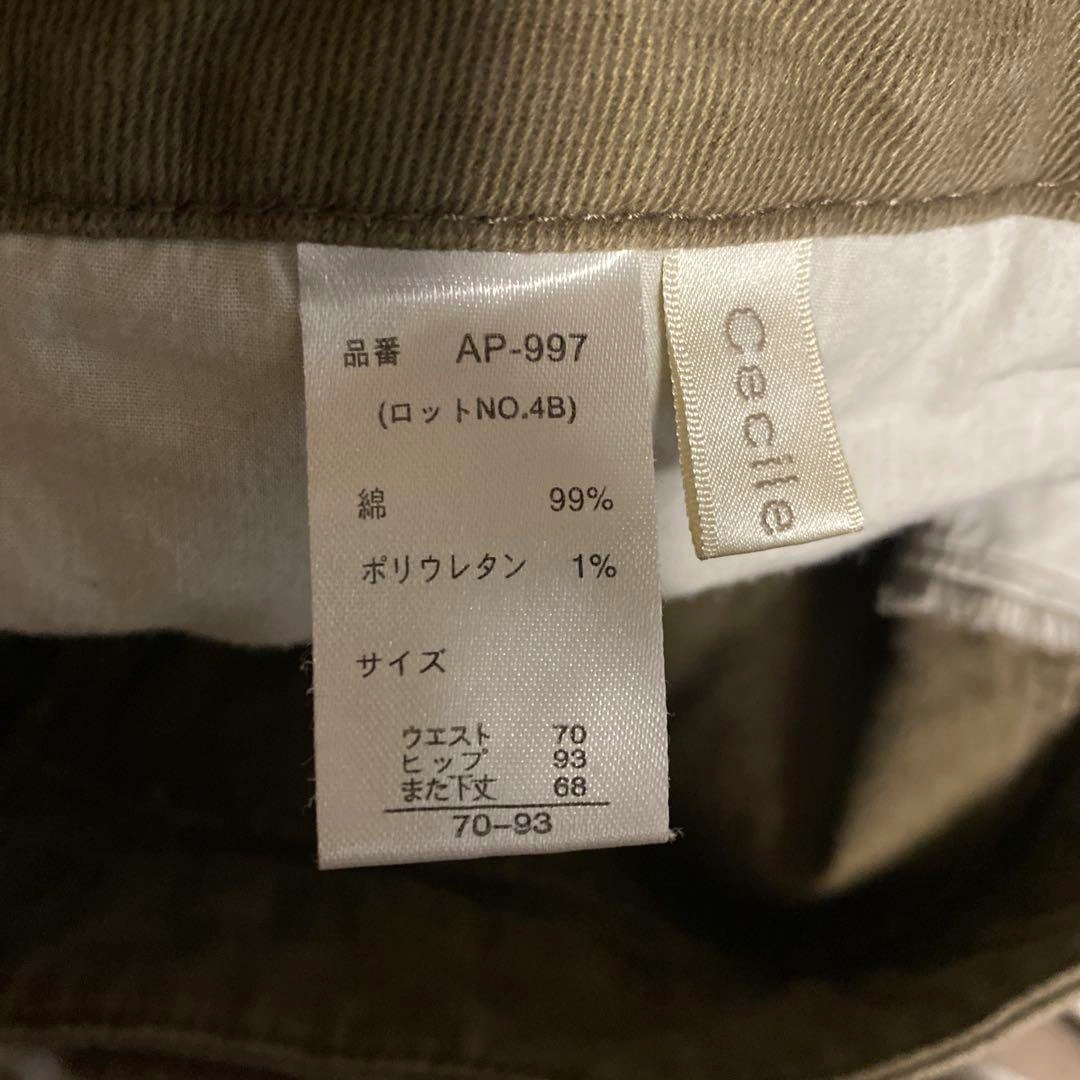 品番 AP-997
(ロットNO.4B)
綿 99%
ポリウレタン 1%
サイズ
ウエスト 70
ヒップ 93
また下丈 68
70-93
Cecile